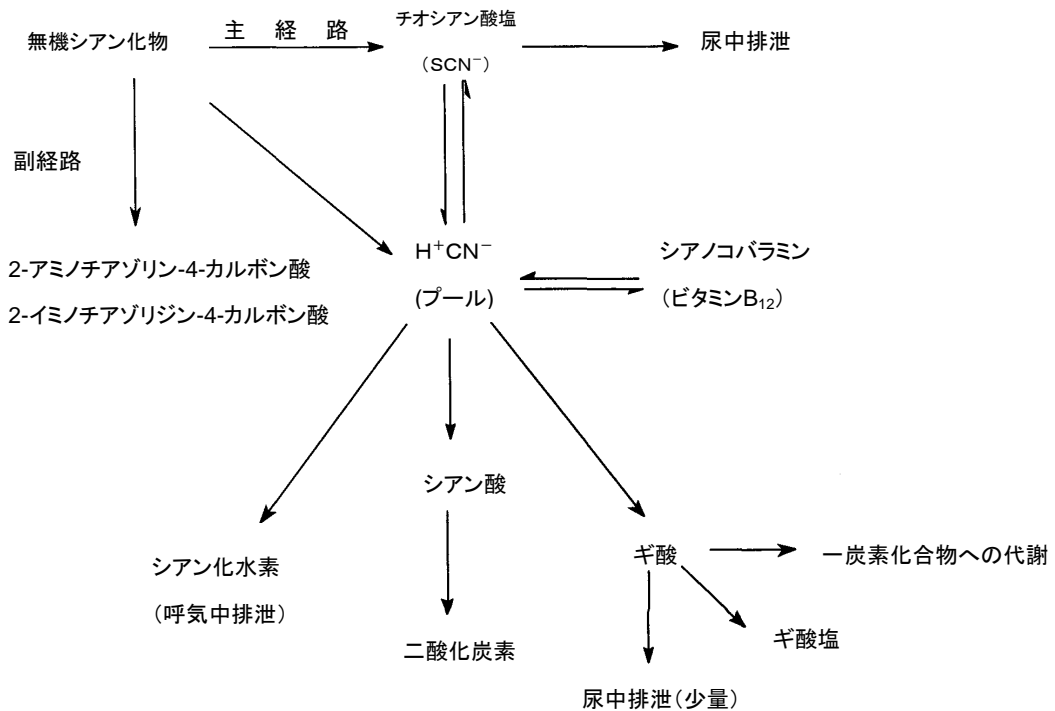 無機シアン化物
主 経 路
チオシアン酸塩
(SCN⁻)
尿中排泄
副経路
2-アミノチアゾリン-4-カルボン酸
2-イミノチアゾリジン-4-カルボン酸
H⁺CN⁻
(プール)
シアノコバラミン
(ビタミンB₁₂)
シアン化水素
(呼気中排泄)
シアン酸
二酸化炭素
ギ酸
一炭素化合物への代謝
ギ酸塩
尿中排泄(少量)